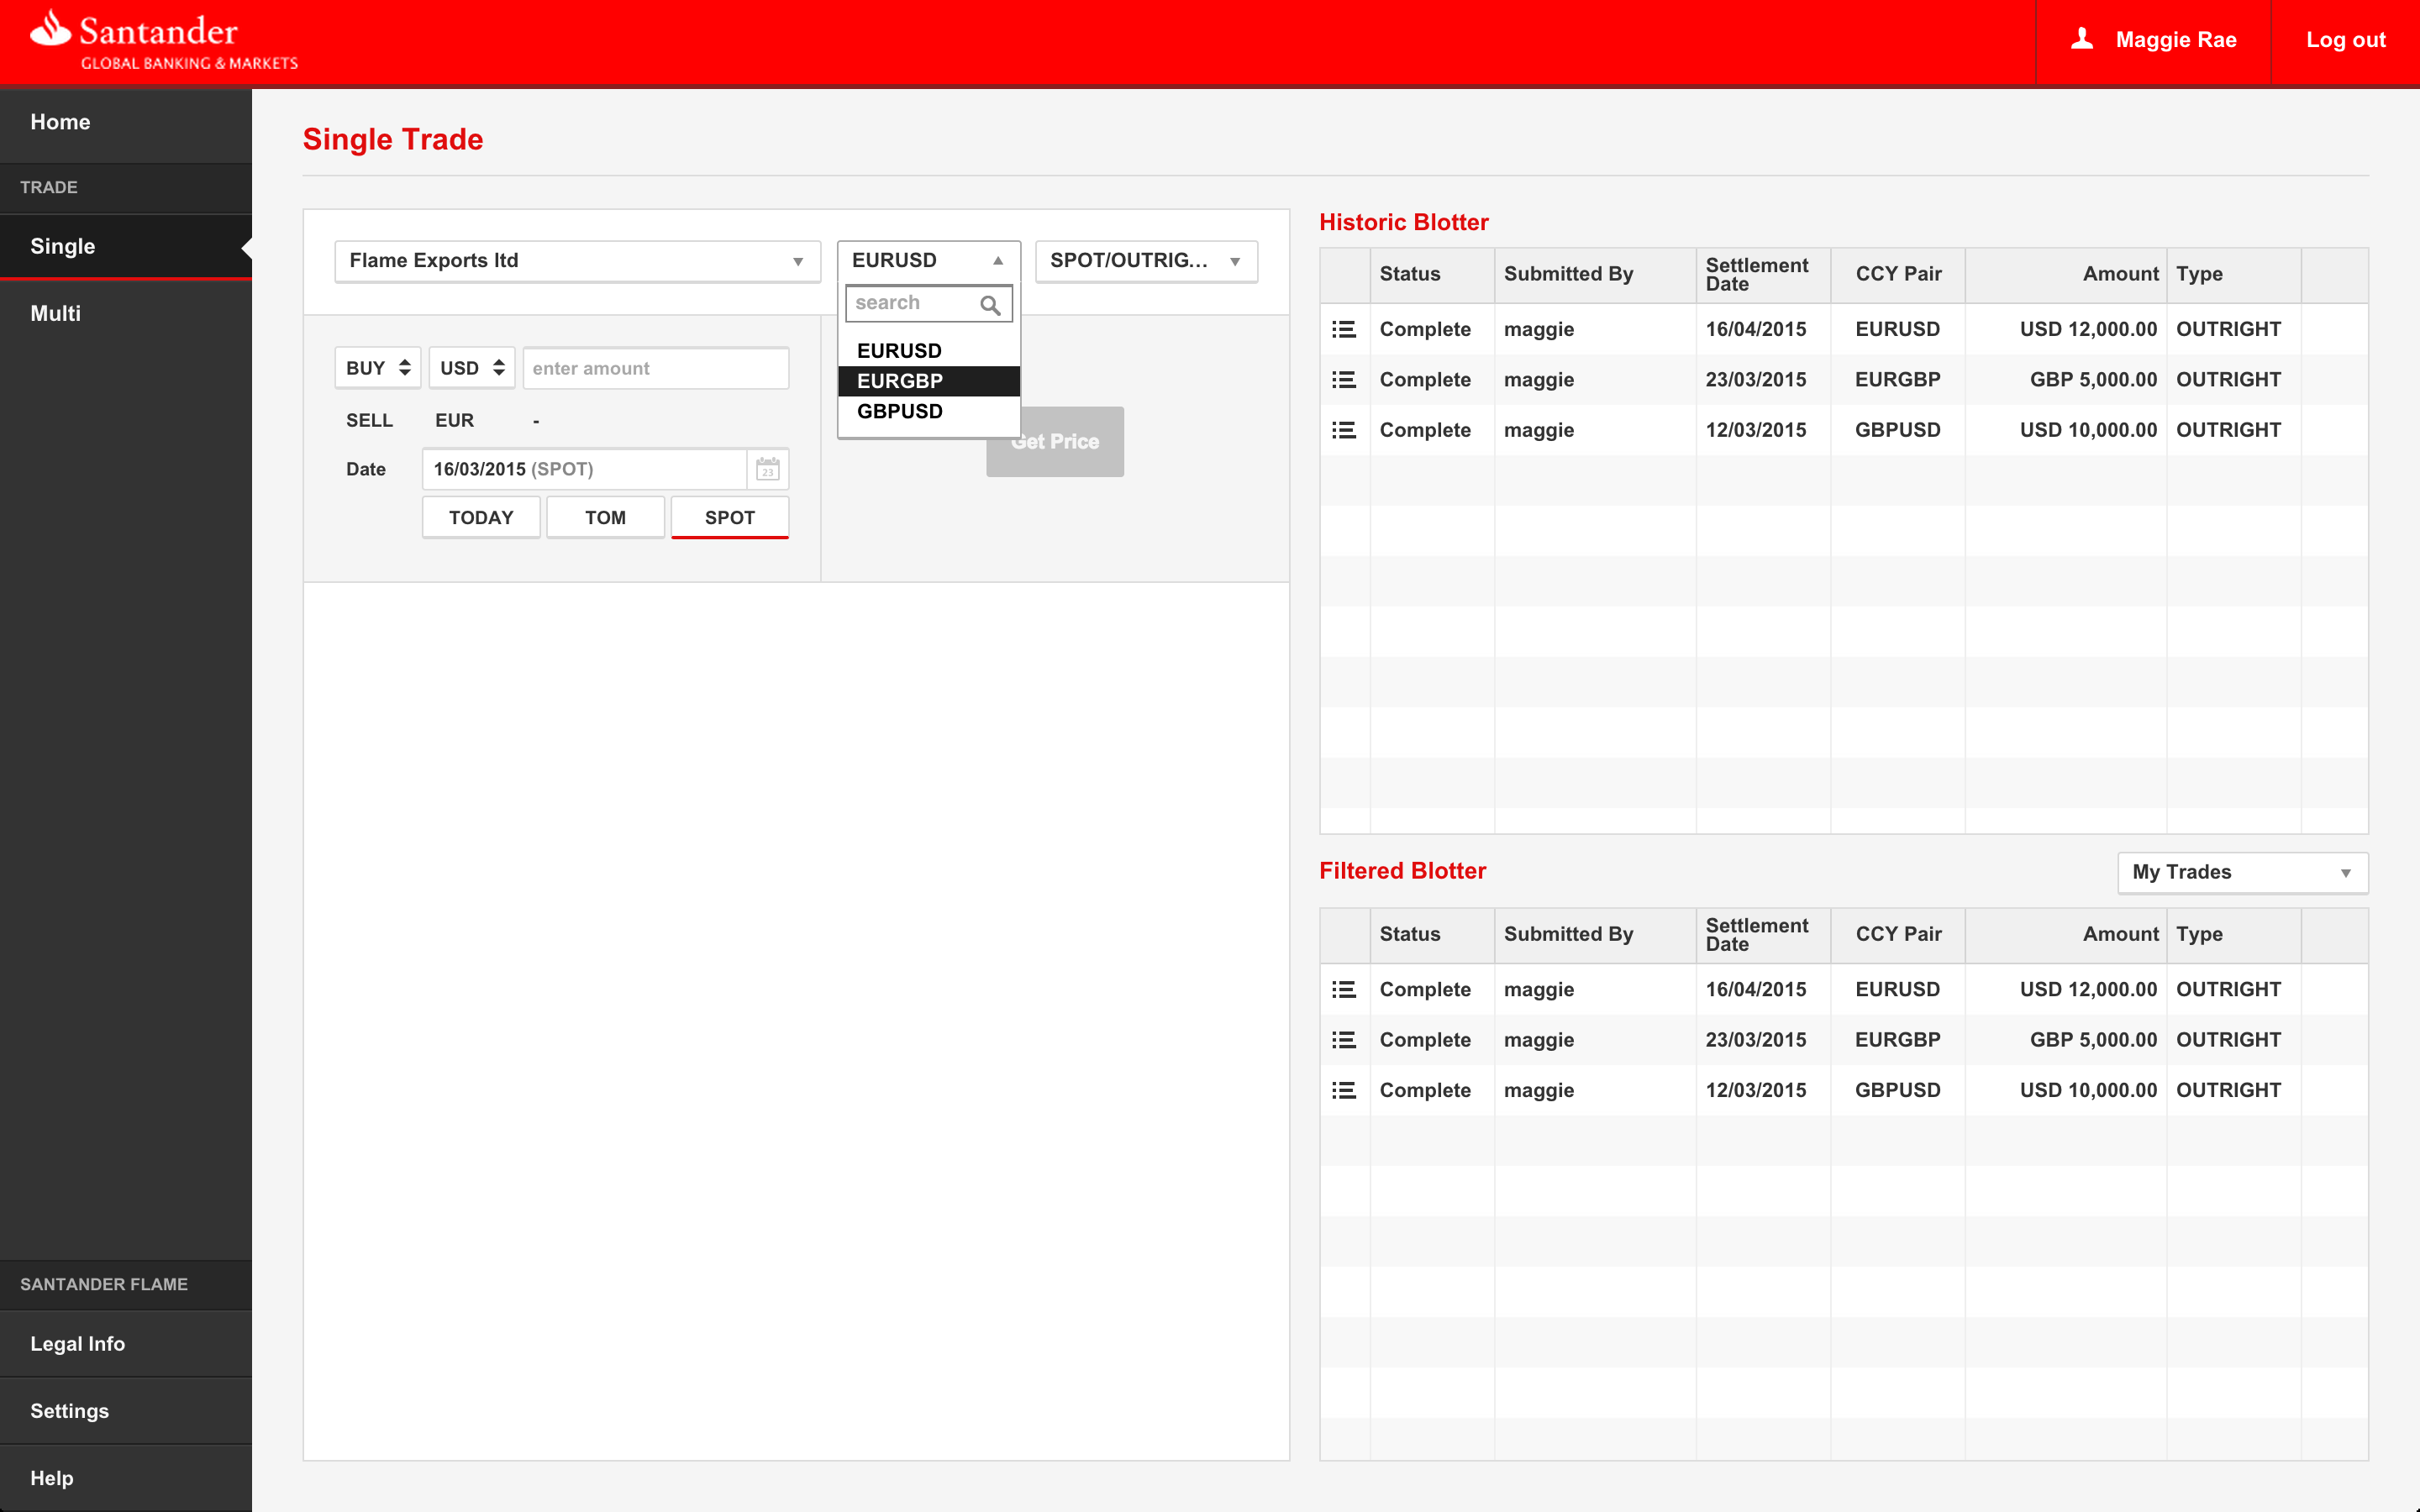 Santander
GLOBAL BANKING & MARKETS
Maggie Rae
Log out
Home
TRADE
Single
Multi
SANTANDER FLAME
Legal Info
Settings
Help
Single Trade
Flame Exports ltd
EURUSD
SPOT/OUTRIG...
search
EURUSD
EURGBP
GBPUSD
BUY USD enter amount
SELL EUR -
Date 16/03/2015 (SPOT) 23
TODAY TOM SPOT
Get Price
Historic Blotter
Status Submitted By Settlement Date CCY Pair Amount Type
Complete maggie 16/04/2015 EURUSD USD 12,000.00 OUTRIGHT
Complete maggie 23/03/2015 EURGBP GBP 5,000.00 OUTRIGHT
Complete maggie 12/03/2015 GBPUSD USD 10,000.00 OUTRIGHT
Filtered Blotter
My Trades
Status Submitted By Settlement Date CCY Pair Amount Type
Complete maggie 16/04/2015 EURUSD USD 12,000.00 OUTRIGHT
Complete maggie 23/03/2015 EURGBP GBP 5,000.00 OUTRIGHT
Complete maggie 12/03/2015 GBPUSD USD 10,000.00 OUTRIGHT